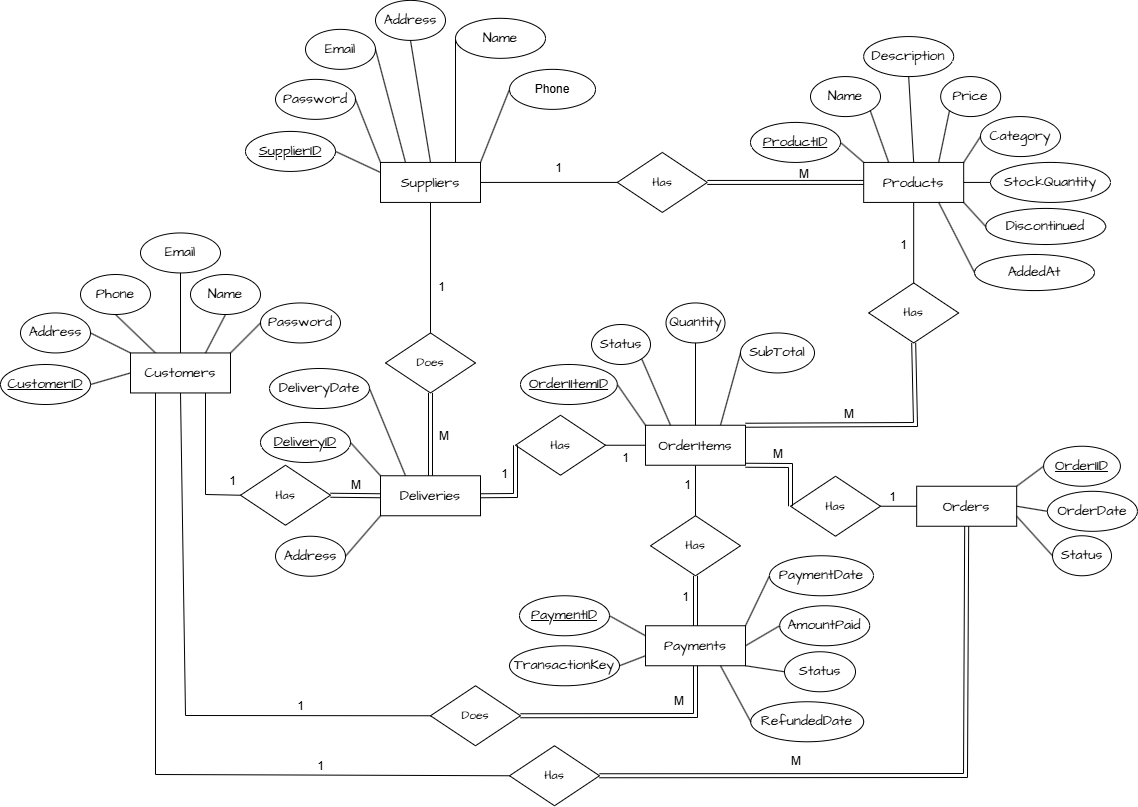 Address
Name
Email
Phone
Password
SupplierID
Suppliers
1
Has
M
Description
Name
Price
ProductID
Category
Products
StockQuantity
Discontinued
AddedAt
1
Has
M
1
Does
M
Email
Phone
Name
Address
Password
Customers
CustomerID
DeliveryDate
DeliveryID
Deliveries
Address
1
Has
M
1
Has
1
Quantity
Status
SubTotal
OrderItemID
OrderItems
M
Has
1
OrderIID
Orders
OrderDate
Status
1
Has
1
PaymentDate
PaymentID
AmountPaid
Payments
TransactionKey
Status
RefundedDate
1
Does
M
1
Has
M